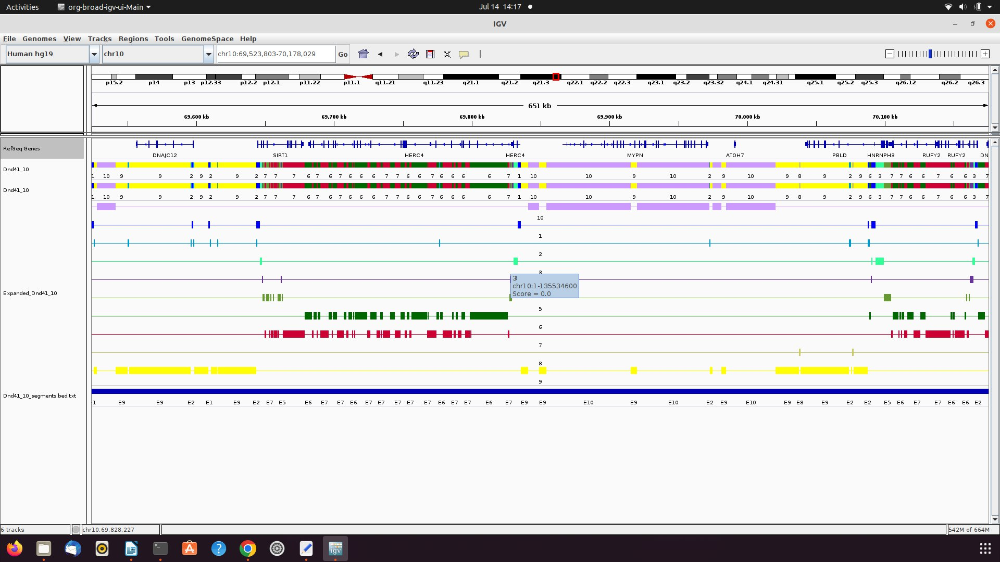 Activities org-broad-igv-ui-Main Jul 14 14:17
IGV
File Genomes View Tracks Regions Tools GenomeSpace Help
Human hg19 chr10 chr10:69,523,803-70,178,029 Go
p15.2 p14 p13 p12.33 p12.2 p12.1 p11.22 p11.1 q11.21 q11.23 q21.1 q21.2 q21.3 q22.1 q22.2 q22.3 q23.1 q23.2 q23.32 q24.1 q24.31 q25.1 q25.2 q25.3 q26.12 q26.2 q26.3
651 kb
69,600 kb 69,700 kb 69,800 kb 69,900 kb 70,000 kb 70,100 kb
RefSeq Genes
DNAJC12 SIRT1 HERC4 HERC4 MYPN ATOH7 PBLD HNRNPH3 RUFY2 RUFY2 DN
Dnd41_10
1 10 9 9 2 9 2 9 2 7 7 7 6 7 6 7 6 6 7 7 6 7 6 6 6 6 7 1 10 10 9 10 2 9 10 9 8 9 2 9 6 3 7 7 6 6 7 6 6 3 7
Dnd41_10
1 10 9 9 2 9 2 9 2 7 7 7 6 7 6 7 6 6 7 7 6 7 6 6 6 6 7 1 10 10 9 10 2 9 10 9 8 9 2 9 6 3 7 7 6 6 7 6 6 3 7
10
1
2
3
3
chr10:1-135534600
Score = 0.0
Expanded_Dnd41_10
5
6
7
8
9
Dnd41_10_segments.bed.txt
E1 E9 E9 E2 E1 E9 E2 E7 E5 E6 E7 E7 E6 E7 E7 E7 E7 E7 E6 E7 E7 E6 E7 E9 E9 E10 E9 E10 E2 E9 E10 E9 E8 E9 E2 E2 E5 E6 E7 E7 E6 E6 E2
6 tracks chr10:69,828,227 542M of 664M
igv